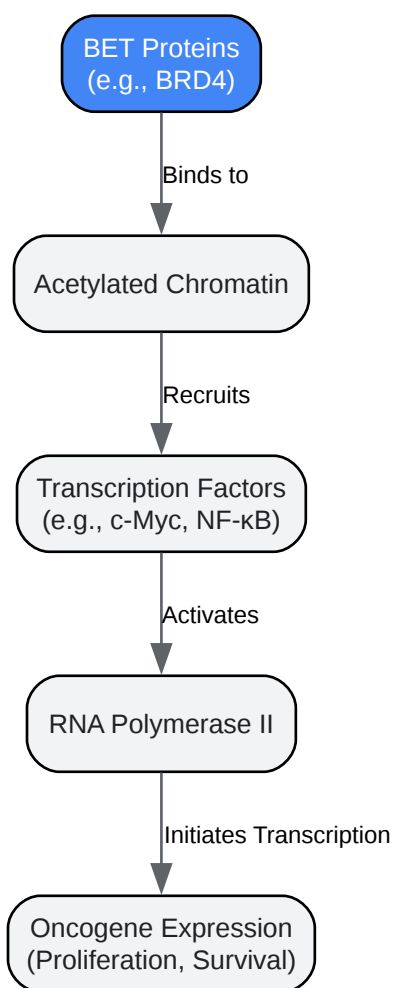 BET Proteins
(e.g., BRD4)
Binds to
Acetylated Chromatin
Recruits
Transcription Factors
(e.g., c-Myc, NF-κB)
Activates
RNA Polymerase II
Initiates Transcription
Oncogene Expression
(Proliferation, Survival)